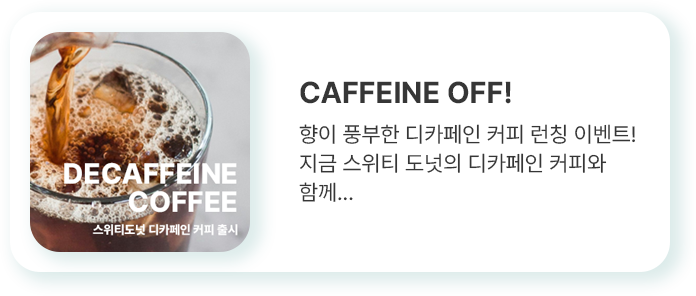 DECAFFEINE
COFFEE
스위티도넛 디카페인 커피 출시
CAFFEINE OFF!
향이 풍부한 디카페인 커피 런칭 이벤트!
지금 스위티 도넛의 디카페인 커피와
함께...